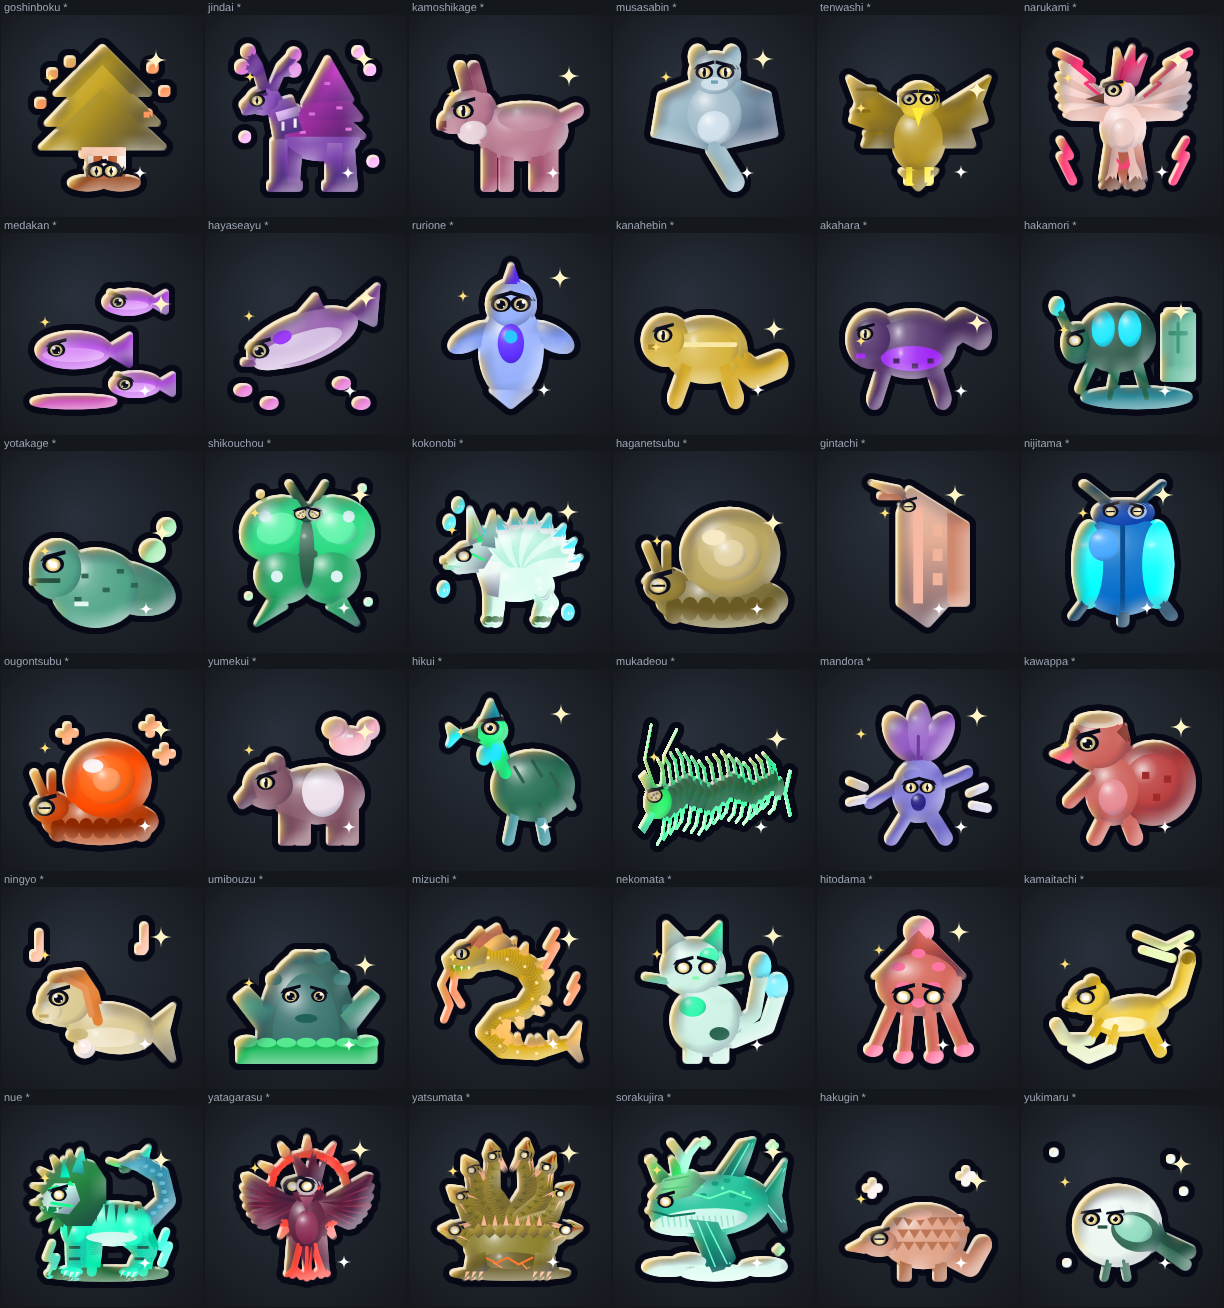 goshinboku * jindai * kamoshikage * musasabin * tenwashi * narukami *
medakan * hayaseayu * rurione * kanahebin * akahara * hakamori *
yotakage * shikouchou * kokonobi * haganetsubu * gintachi * nijitama *
ougontsubu * yumekui * hikui * mukadeou * mandora * kawappa *
ningyo * umibouzu * mizuchi * nekomata * hitodama * kamaitachi *
nue * yatagarasu * yatsumata * sorakujira * hakugin * yukimaru *